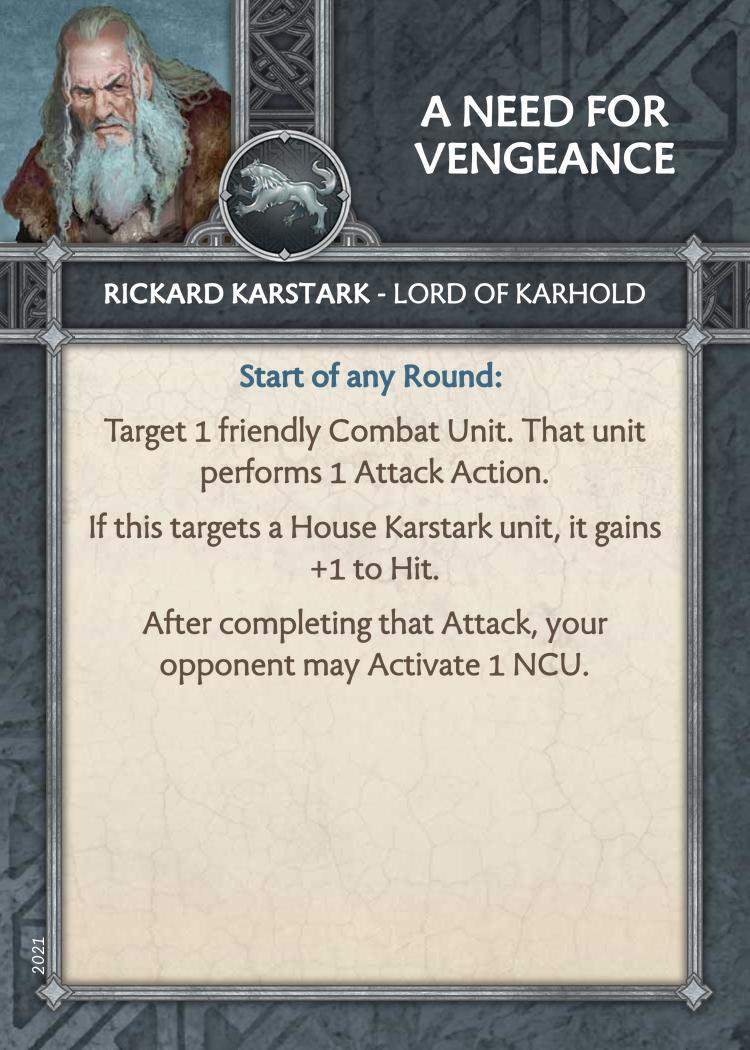 A NEED FOR
VENGEANCE
RICKARD KARSTARK - LORD OF KARHOLD
Start of any Round:
Target 1 friendly Combat Unit. That unit
performs 1 Attack Action.
If this targets a House Karstark unit, it gains
+1 to Hit.
After completing that Attack, your
opponent may Activate 1 NCU.
2021